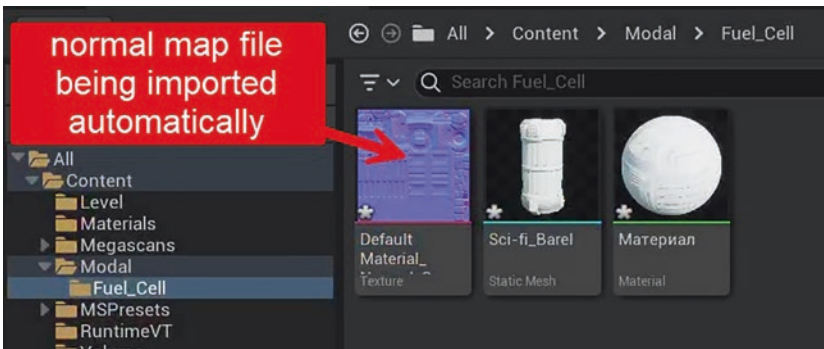 normal map file
being imported
automatically
All > Content > Modal > Fuel_Cell
Search Fuel_Cell
All
Content
Level
Materials
Megascans
Modal
Fuel_Cell
MSPresets
RuntimeVT
Default
Material_
Texture
Sci-fi_Barel
Static Mesh
Материал
Material